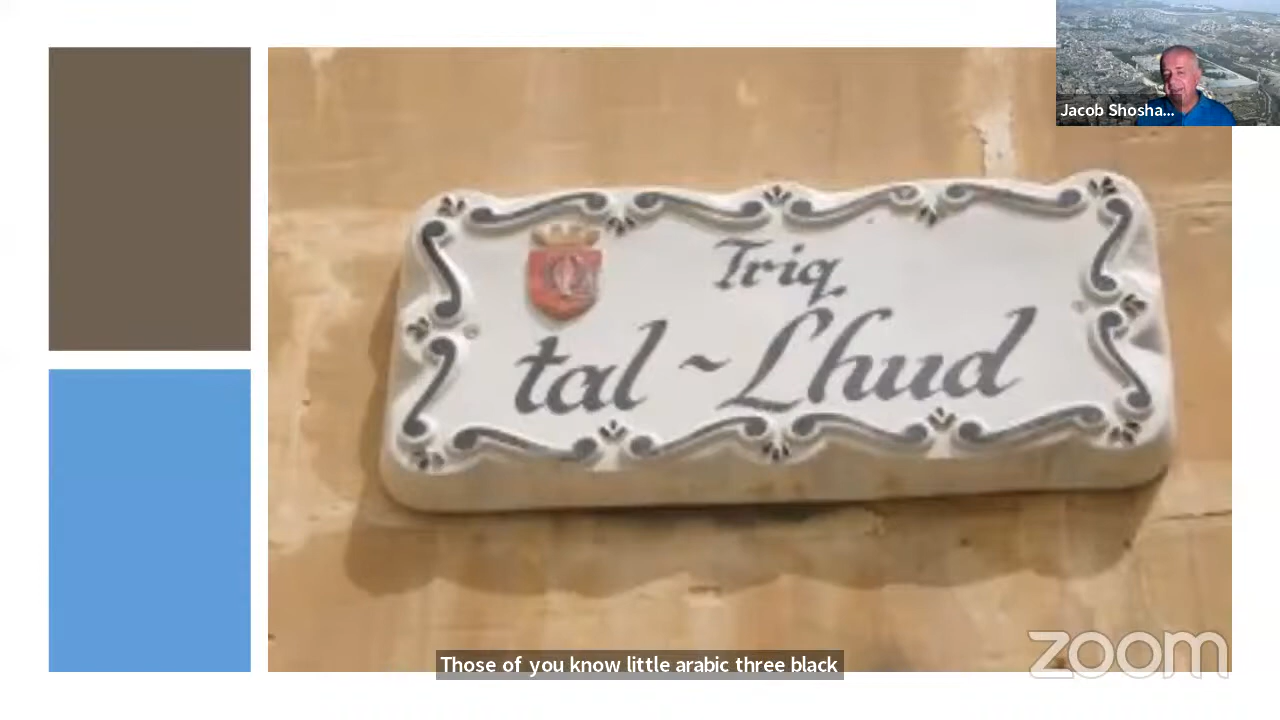 Jacob Shosha...
Triq
tal ~ Lhud
Those of you know little arabic three black
zoom